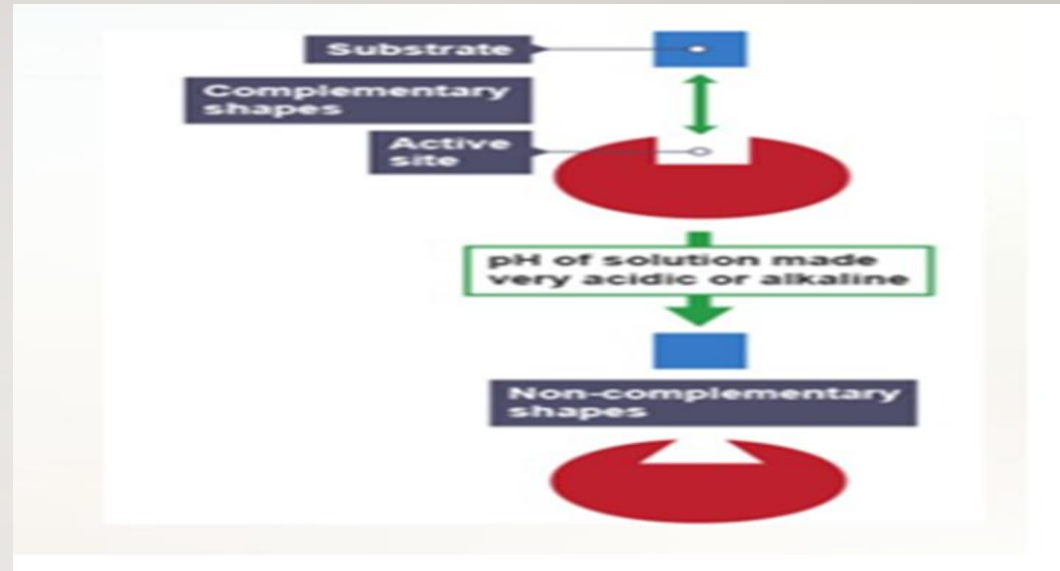 Substrate
Complementary
shapes
Active
site
pH of solution made
very acidic or alkaline
Non-complementary
shapes